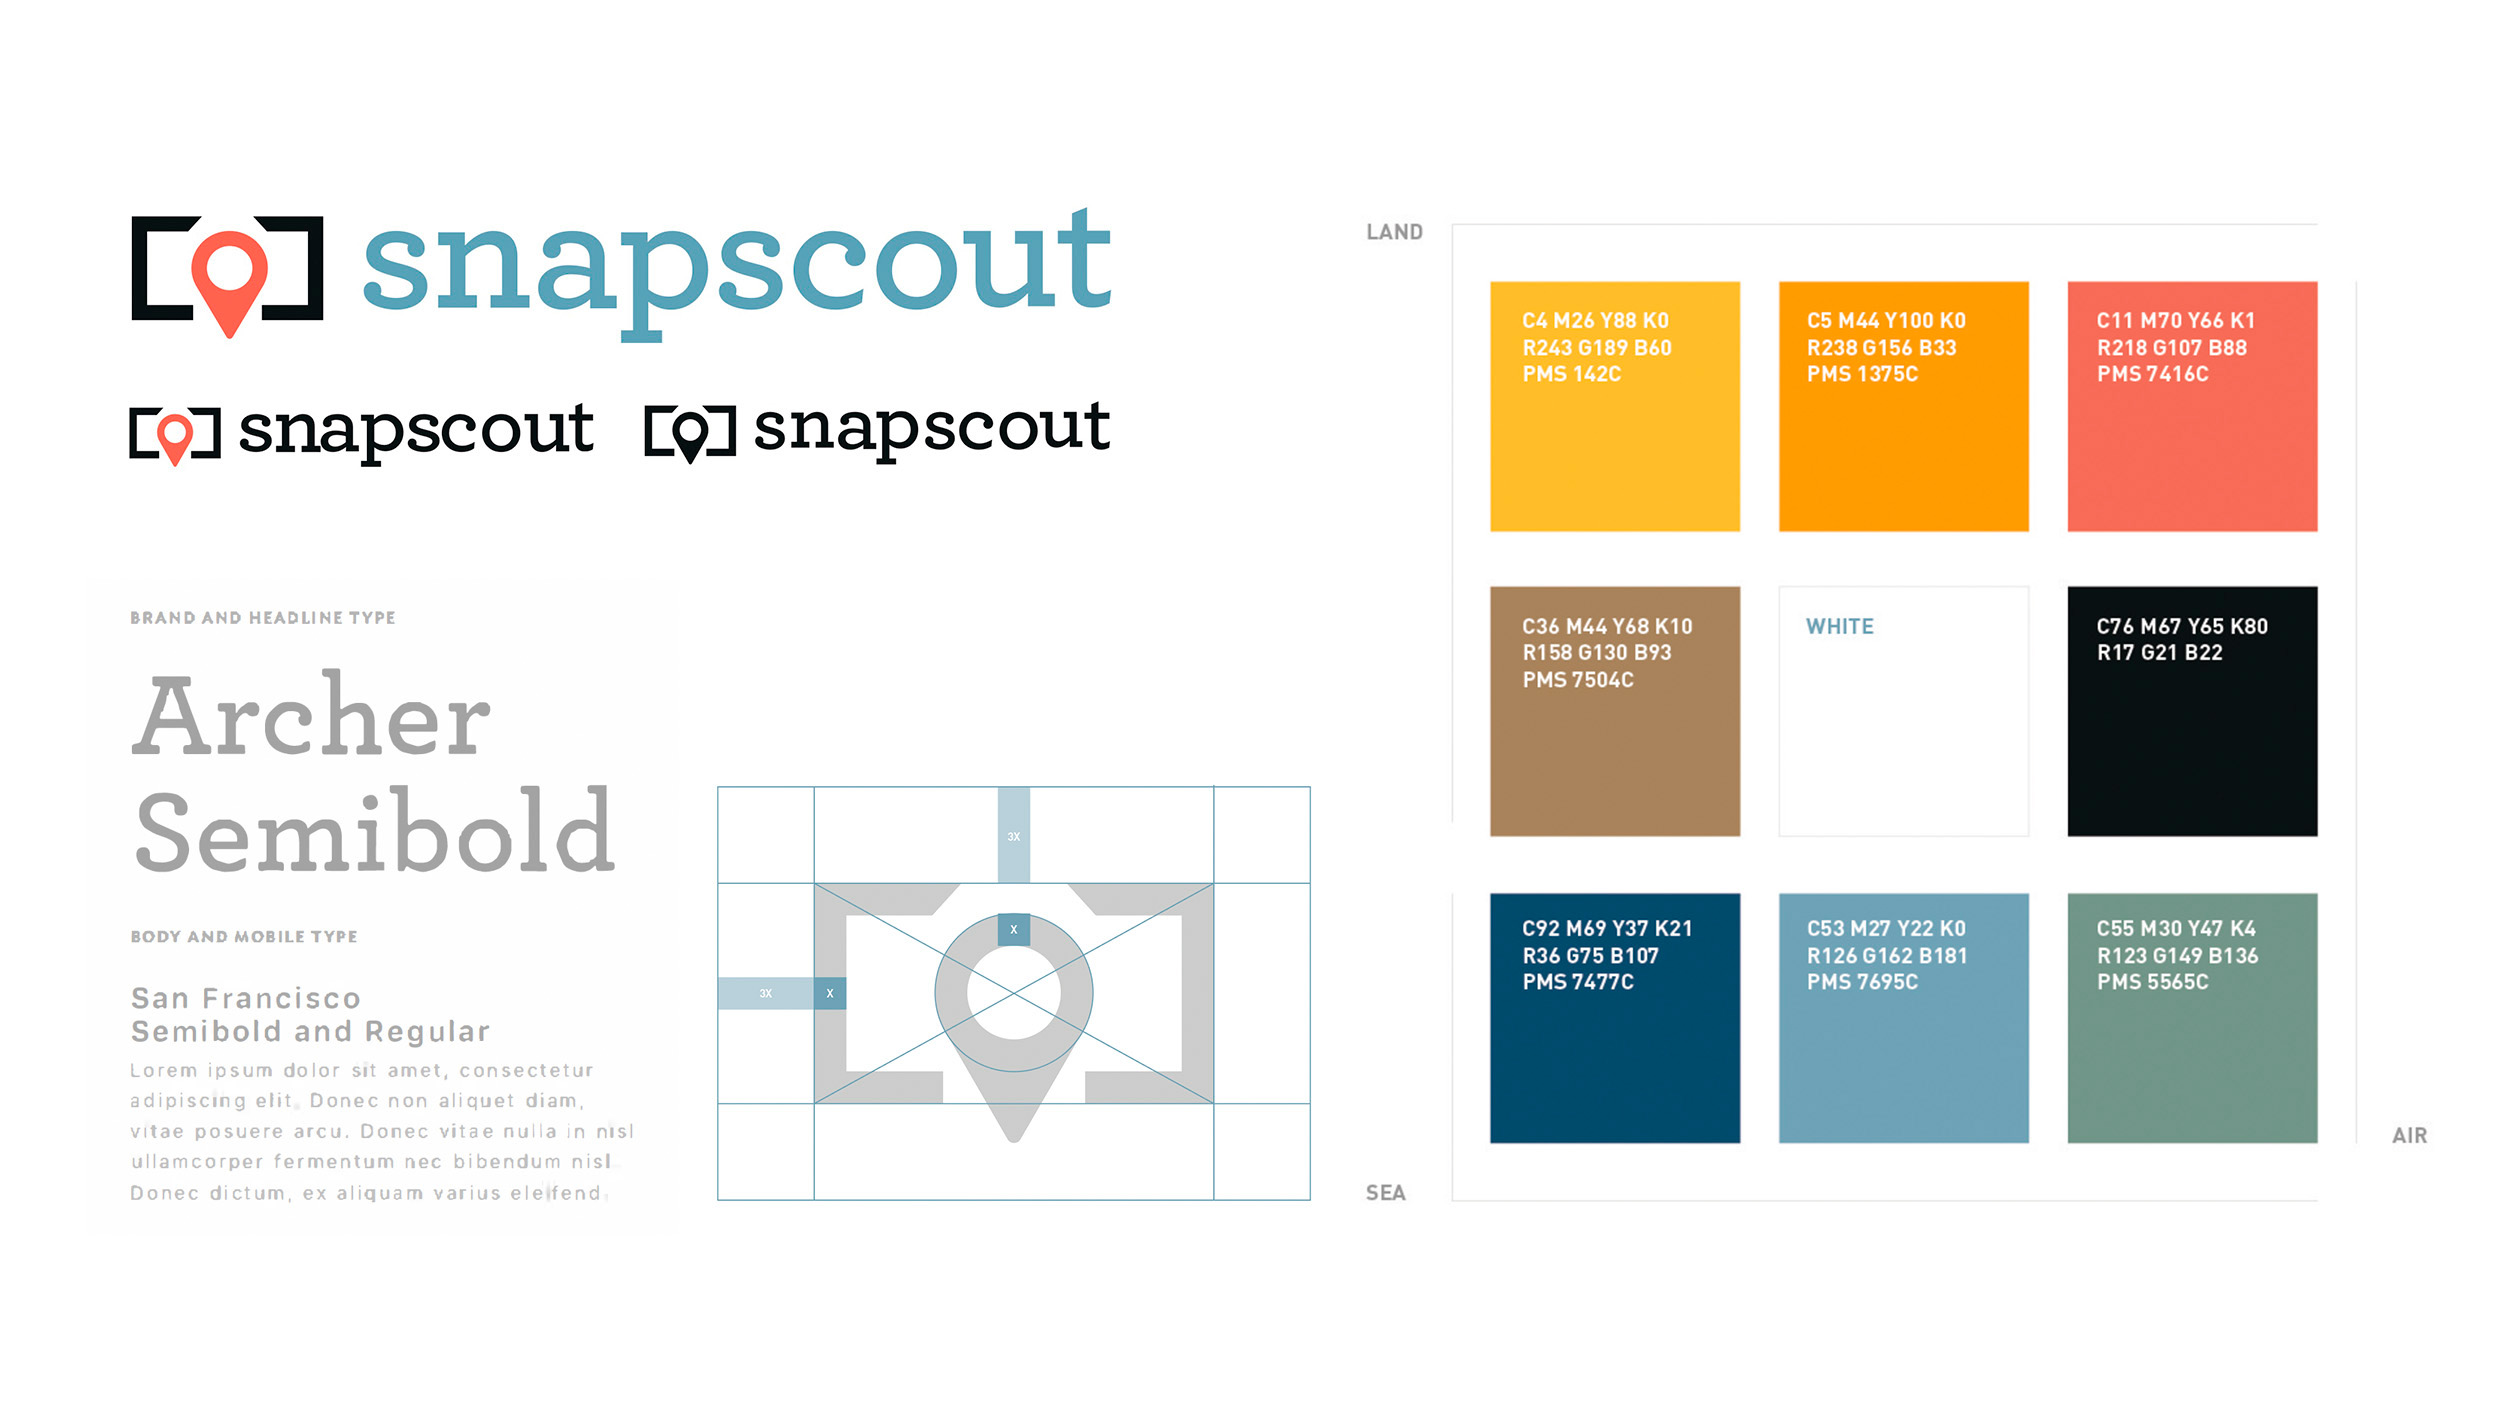 snapscout
snapscout
snapscout
BRAND AND HEADLINE TYPE
Archer
Semibold
BODY AND MOBILE TYPE
San Francisco
Semibold and Regular
Lorem ipsum dolor sit amet, consectetur
adipiscing elit. Donec non aliquet diam,
vitae posuere arcu. Donec vitae nulla in nisl
ullamcorper fermentum nec bibendum nisl
Donec dictum, ex aliquam varius eleifend.
3X
X
3X
X
LAND
C4 M26 Y88 K0
R243 G189 B60
PMS 142C
C5 M44 Y100 K0
R238 G156 B33
PMS 1375C
C11 M70 Y66 K1
R218 G107 B88
PMS 7416C
C36 M44 Y68 K10
R158 G130 B93
PMS 7504C
WHITE
C76 M67 Y65 K80
R17 G21 B22
C92 M69 Y37 K21
R36 G75 B107
PMS 7477C
C53 M27 Y22 K0
R126 G162 B181
PMS 7695C
C55 M30 Y47 K4
R123 G149 B136
PMS 5565C
AIR
SEA